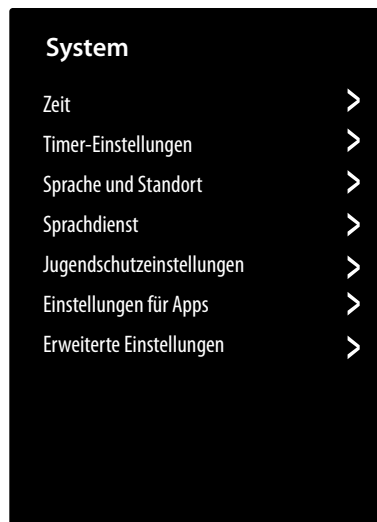 System
Zeit
Timer-Einstellungen
Sprache und Standort
Sprachdienst
Jugendschutzeinstellungen
Einstellungen für Apps
Erweiterte Einstellungen